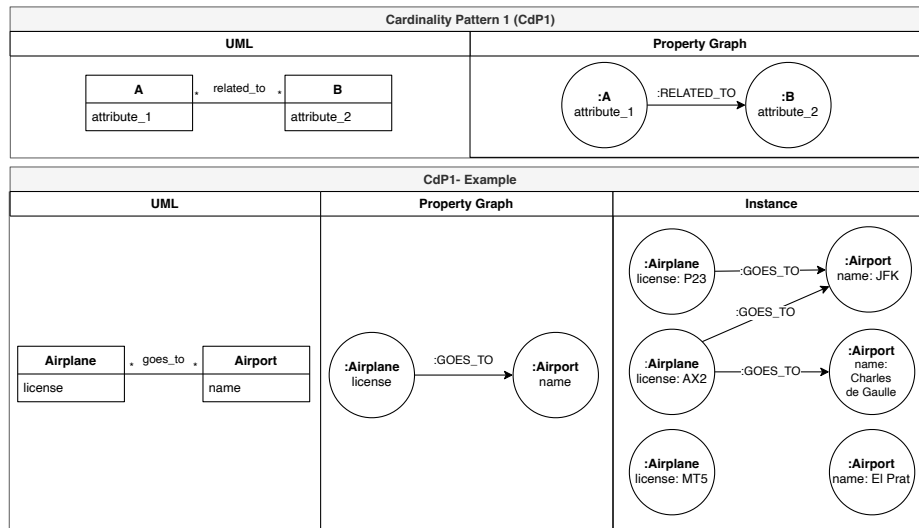 Cardinality Pattern 1 (CdP1)
UML
Property Graph
A
* related_to *
B
attribute_1
attribute_2
:A
attribute_1
:RELATED_TO
:B
attribute_2
CdP1- Example
UML
Property Graph
Instance
Airplane
* goes_to *
Airport
license
name
:Airplane
license
:GOES_TO
:Airport
name
:Airplane
license: P23
:GOES_TO
:Airport
name: JFK
:GOES_TO
:Airplane
license: AX2
:GOES_TO
:Airport
name:
Charles
de Gaulle
:Airplane
license: MT5
:Airport
name: El Prat